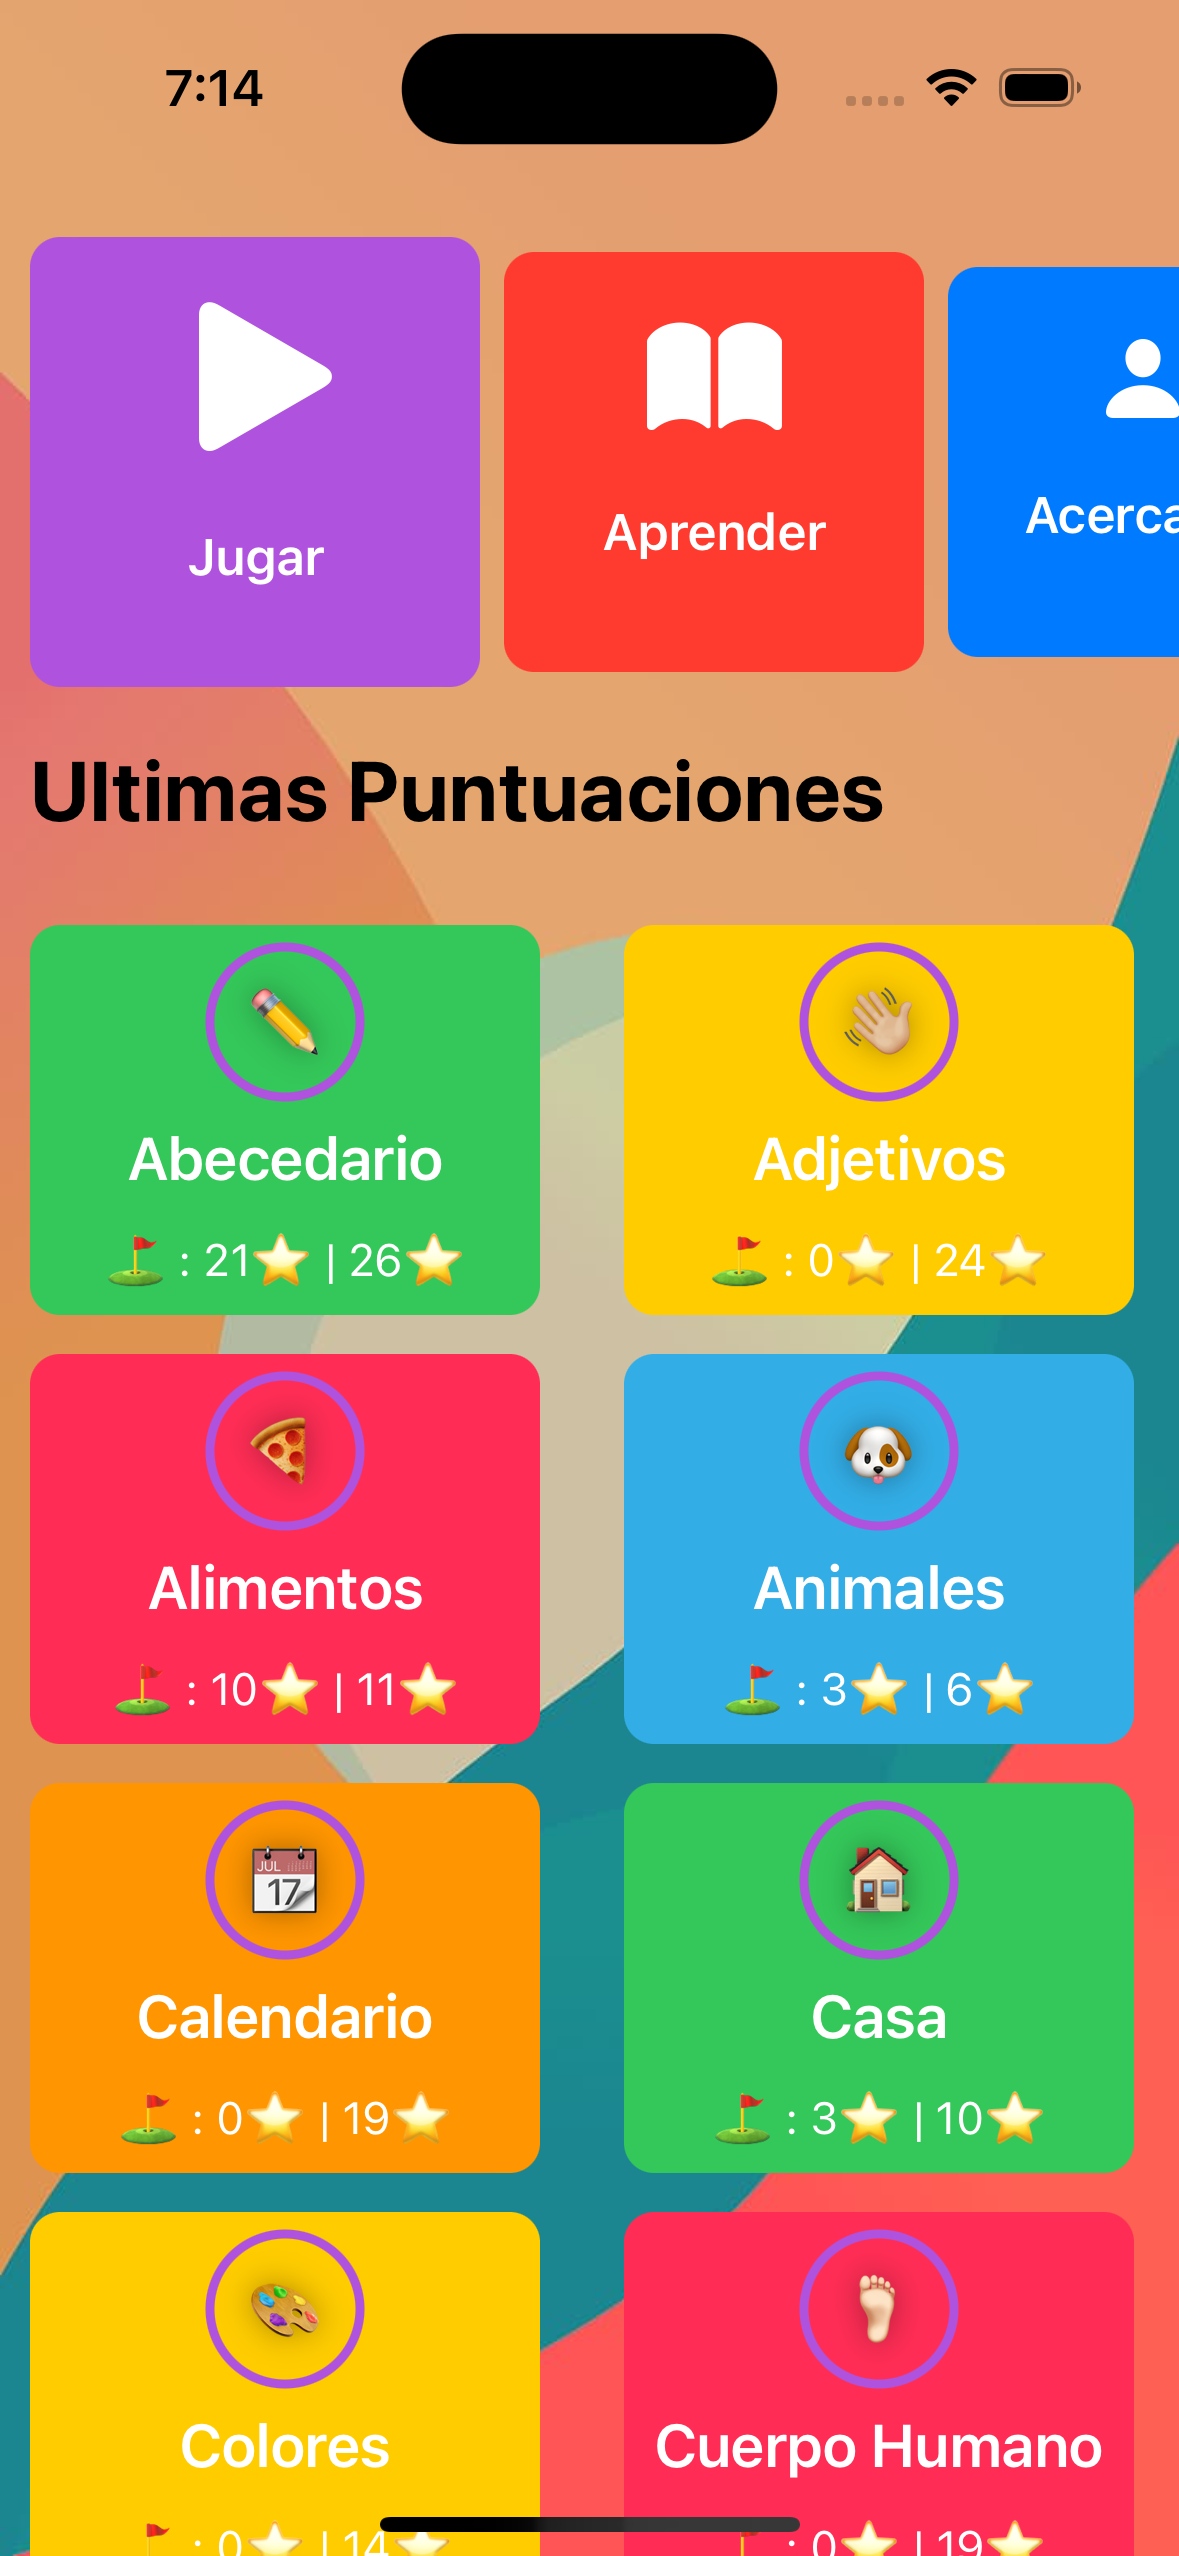 7:14
Jugar
Aprender
Acerca
Ultimas Puntuaciones
Abecedario
: 21⭐ | 26⭐
Adjetivos
: 0⭐ | 24⭐
Alimentos
: 10⭐ | 11⭐
Animales
: 3⭐ | 6⭐
JUL
17
Calendario
: 0⭐ | 19⭐
Casa
: 3⭐ | 10⭐
Colores
: 0⭐ | 14⭐
Cuerpo Humano
: 0⭐ | 19⭐